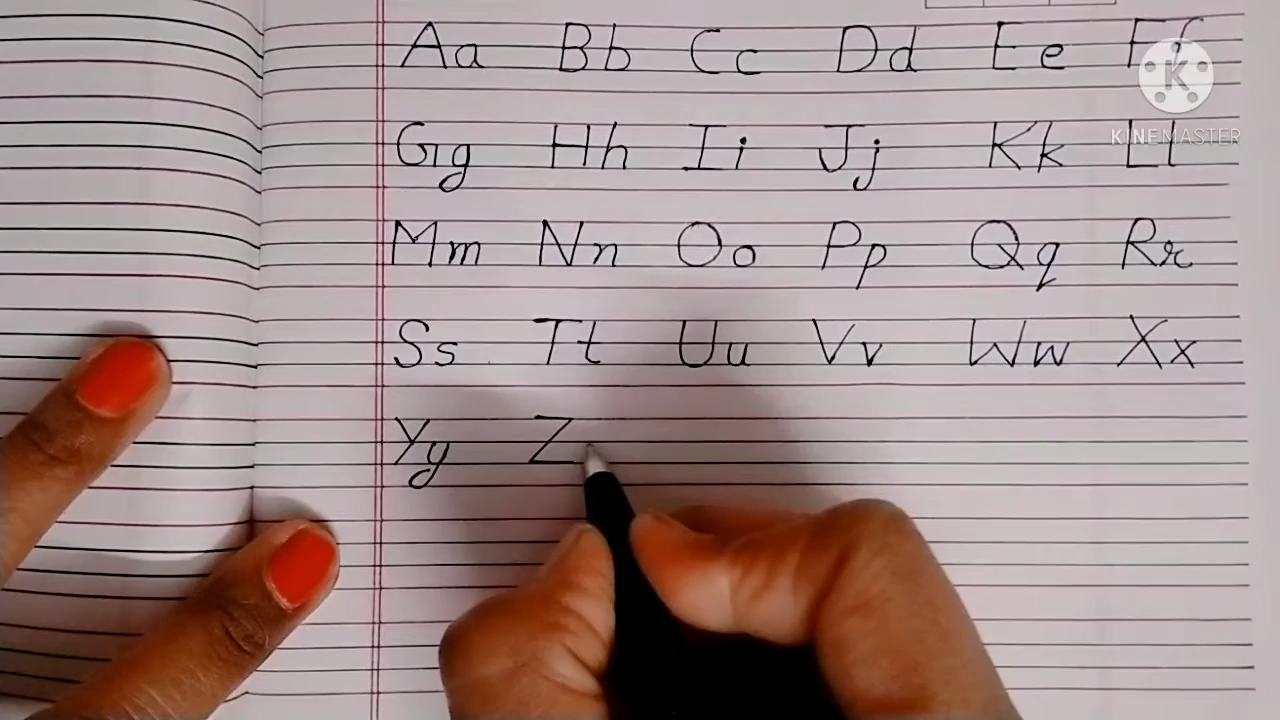 Aa Bb Cc Dd Ee Ff
K
KINEMASTER
Gg Hh Ii Jj Kk Ll
Mm Nn Oo Pp Qq Rr
Ss Tt Uu Vv Ww Xx
Yy Z